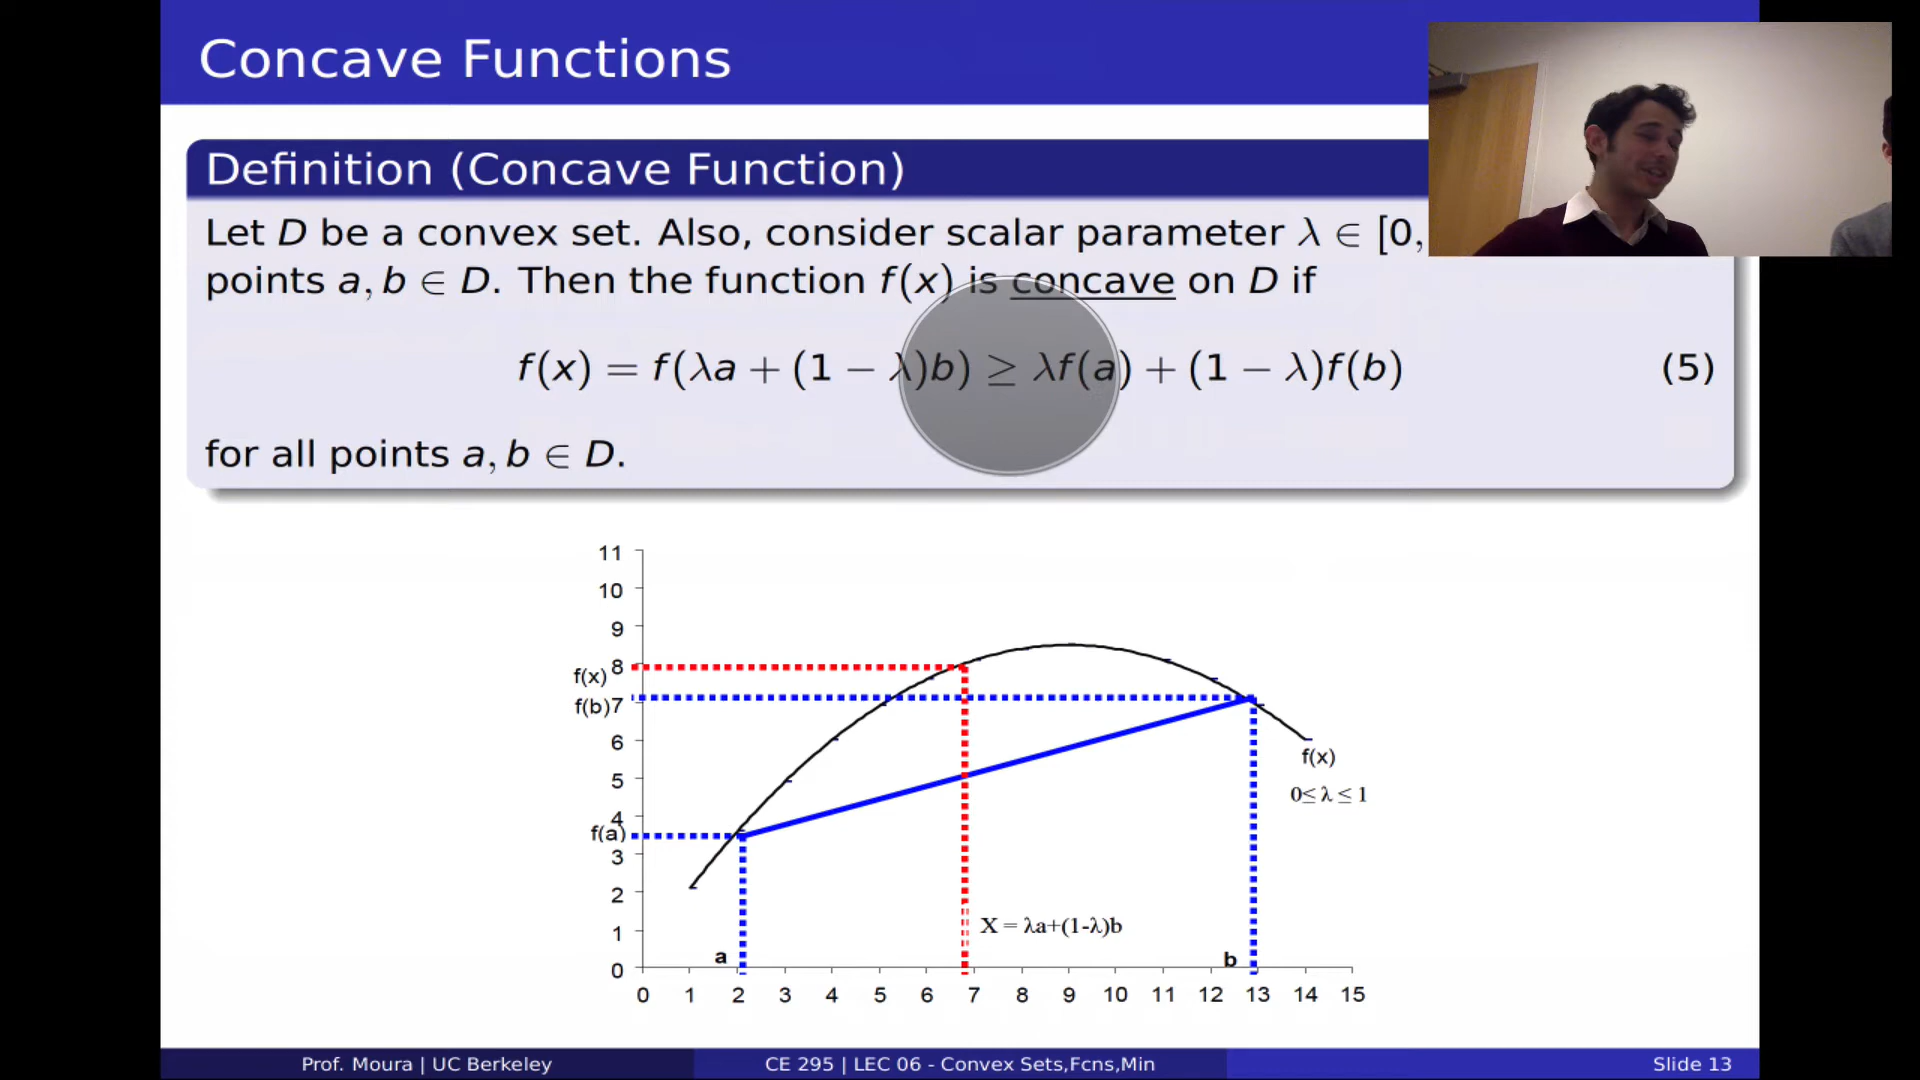 Concave Functions
Definition (Concave Function)
Let D be a convex set. Also, consider scalar parameter λ ∈ [0,
points a, b ∈ D. Then the function f(x) is concave on D if
f(x) = f(λa + (1 − λ)b) ≥ λf(a) + (1 − λ)f(b) (5)
for all points a, b ∈ D.
11
10
9
f(x) 8
f(b) 7
6
5
4
f(a)
3
2
1
0
f(x)
0≤ λ ≤ 1
X = λa+(1-λ)b
a
b
0 1 2 3 4 5 6 7 8 9 10 11 12 13 14 15
Prof. Moura | UC Berkeley CE 295 | LEC 06 - Convex Sets,Fcns,Min Slide 13